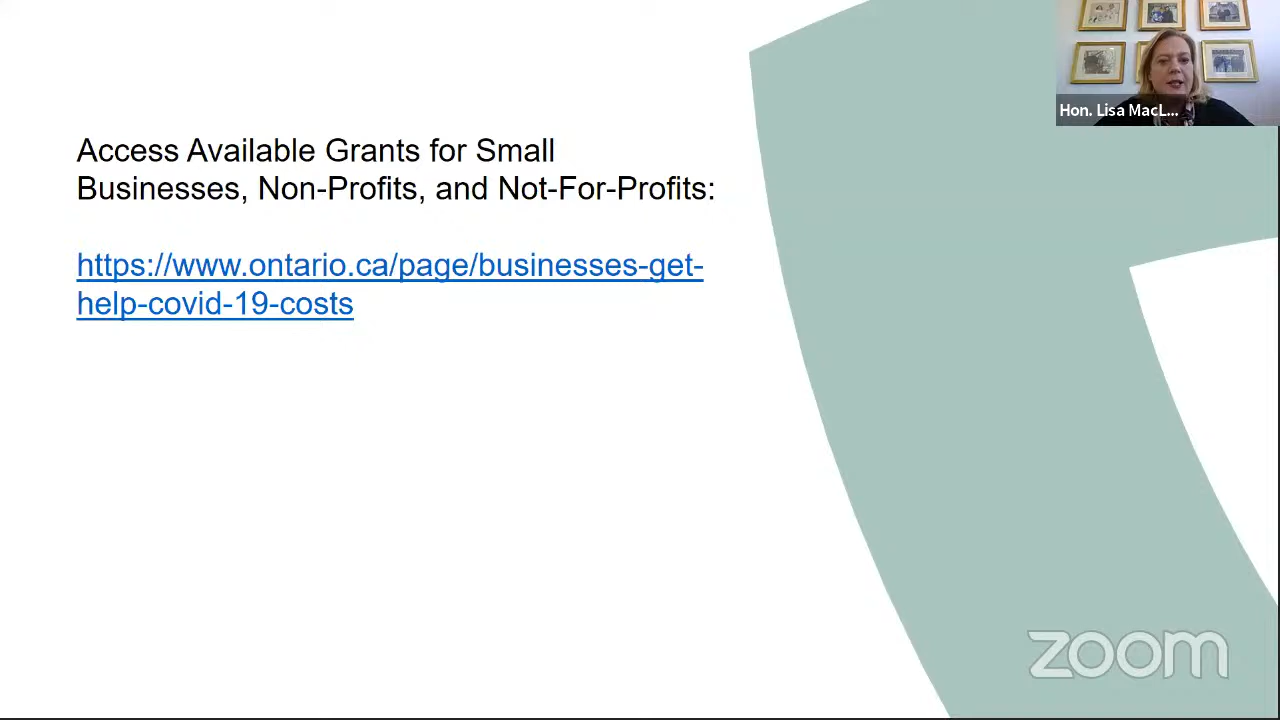 Hon. Lisa MacL...
Access Available Grants for Small
Businesses, Non-Profits, and Not-For-Profits:
https://www.ontario.ca/page/businesses-get-
help-covid-19-costs
zoom